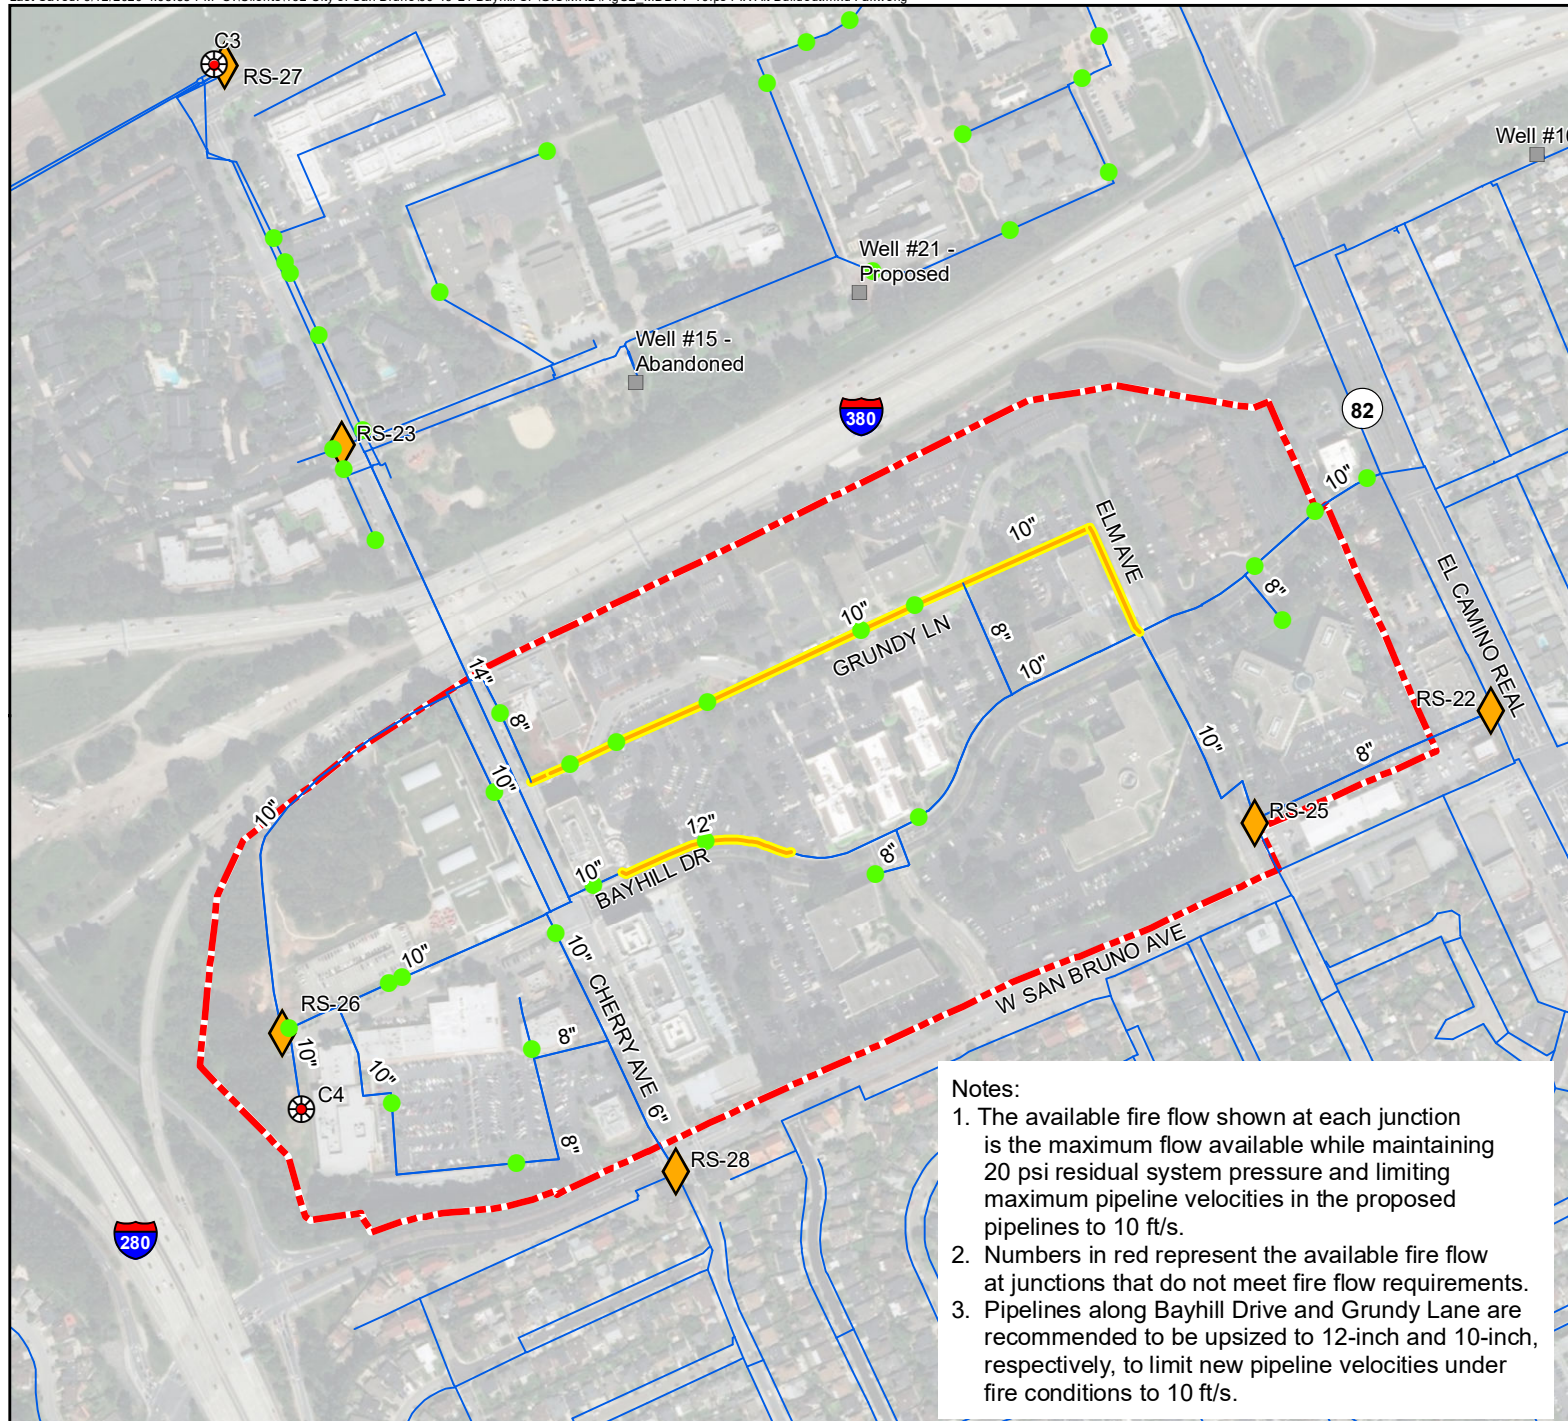 C3
RS-27
Well #16
Well #21 -
Proposed
Well #15 -
Abandoned
380
82
RS-23
10"
ELM AVE
10"
EL CAMINO REAL
8"
10"
8"
GRUNDY LN
10"
14"
8"
RS-22
10"
8"
10"
10"
RS-25
12"
10"
BAYHILL DR
8"
10"
10"
CHERRY AVE
W SAN BRUNO AVE
RS-26
10"
8"
10"
C4
6"
8"
RS-28
280
Notes:
1. The available fire flow shown at each junction
is the maximum flow available while maintaining
20 psi residual system pressure and limiting
maximum pipeline velocities in the proposed
pipelines to 10 ft/s.
2. Numbers in red represent the available fire flow
at junctions that do not meet fire flow requirements.
3. Pipelines along Bayhill Drive and Grundy Lane are
recommended to be upsized to 12-inch and 10-inch,
respectively, to limit new pipeline velocities under
fire conditions to 10 ft/s.